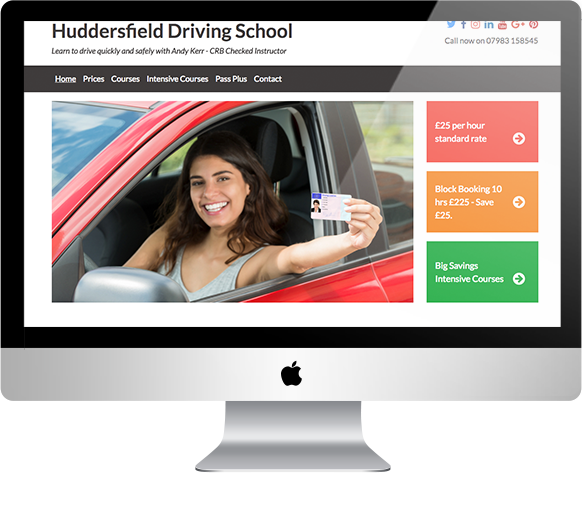 Huddersfield Driving School
Learn to drive quickly and safely with Andy Kerr - CRB Checked Instructor
Call now on 07983 158545
Home Prices Courses Intensive Courses Pass Plus Contact
£25 per hour
standard rate
Block Booking 10
hrs £225 - Save
£25.
Big Savings
Intensive Courses